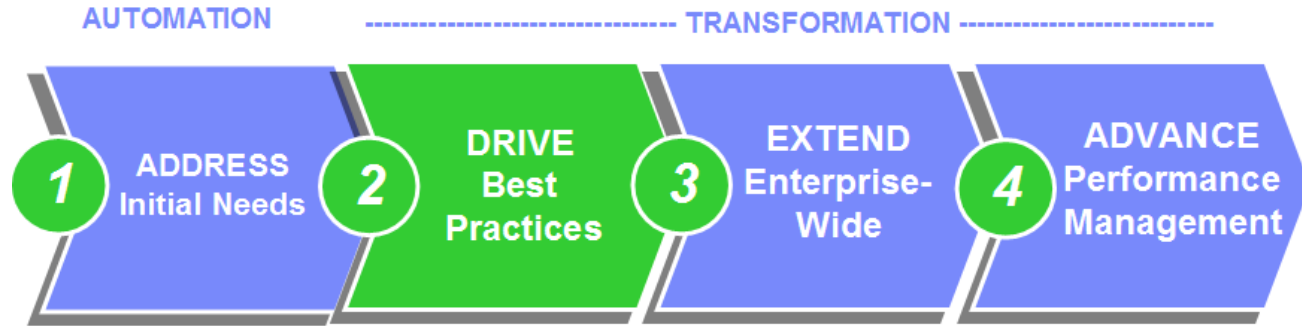 AUTOMATION
------------------------------- TRANSFORMATION -------------------------
1
ADDRESS
Initial Needs
2
DRIVE
Best
Practices
3
EXTEND
Enterprise-
Wide
4
ADVANCE
Performance
Management